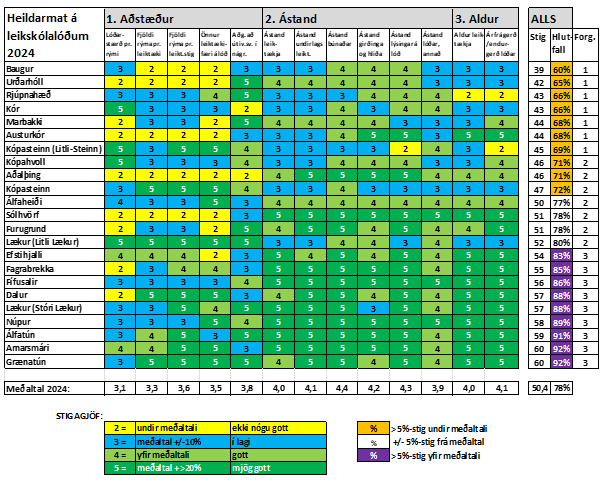 Heildarmat á leikskólalóðum 2024
1. Aðstæður 2. Ástand 3. Aldur ALLS
Lóðar-stærð pr. rými Fjöldi rýma pr. leiktæki Fjöldi rýma pr. leikt.stig Önnur leiktæki-færi á lóð Aðg. að útiv.sv. í nágr. Ástand leik-tækja Ástand undirlags leikt. Ástand búnaðar Ástand girðinga og hliða Ástand lýsingar á lóð Ástand lóðar, annað Aldur leik tækja Ár frá gerð /endur-gerð lóðar Stig Hlut-fall Forg.
Baugur 3 2 2 2 3 3 3 4 4 4 3 3 3 39 60% 1
Urðarhóll 2 2 2 2 5 4 4 4 4 4 3 3 3 42 65% 1
Rjúpnahæð 3 3 3 4 5 3 3 3 4 4 4 2 2 43 66% 1
Kór 5 3 3 3 2 3 3 4 3 4 4 3 3 43 66% 1
Marbakki 2 3 3 2 5 4 4 4 4 3 3 3 4 44 68% 1
Austurkór 2 2 2 2 3 3 3 4 5 5 5 3 5 44 68% 1
Kópasteinn (Litli-Steinn) 5 3 5 5 4 3 3 3 3 2 4 3 2 45 69% 1
Kópahvoll 5 3 3 3 4 3 3 4 4 4 4 3 3 46 71% 2
Aðalþing 2 2 2 2 4 5 4 4 4 4 5 4 4 46 71% 2
Kópasteinn 3 5 5 5 4 3 4 3 3 3 3 3 3 47 72% 2
Álfaheiði 4 3 3 5 3 4 4 4 4 4 4 4 4 50 77% 2
Sólhvörf 2 2 2 2 3 5 5 5 5 5 5 5 5 51 78% 2
Furugrund 2 3 3 2 5 4 5 5 5 5 4 4 4 51 78% 2
Lækur (Litli Lækur) 5 5 5 5 5 3 3 4 4 3 4 3 3 52 80% 2
Efstihjalli 4 4 4 2 3 5 4 5 4 5 4 5 5 54 83% 3
Fagrabrekka 2 3 4 4 3 5 5 5 5 5 4 5 5 55 85% 3
Rífusalir 3 3 3 3 4 5 5 5 5 5 5 5 5 56 86% 3
Dalur 2 5 5 5 3 4 5 5 4 5 4 5 5 57 88% 3
Lækur (Stóri Lækur) 3 3 5 4 5 5 5 5 3 5 4 5 5 57 88% 3
Núpur 3 3 3 5 4 5 5 5 5 5 5 5 5 58 89% 3
Álfatún 3 4 5 3 5 5 5 5 4 5 5 5 5 59 91% 3
Arnarsmári 4 4 5 5 3 5 5 5 4 5 5 5 5 60 92% 3
Grænatún 3 5 5 5 5 4 5 5 4 5 4 5 5 60 92% 3
Meðaltal 2024: 3,1 3,3 3,6 3,5 3,8 4,0 4,1 4,4 4,2 4,3 3,9 4,0 4,1 50,4 78%
STIGAGJÖF:
2 = undir meðaltali ekki nógu gott % >5%-stig undir meðaltali
3 = meðaltal +/-10% í lagi % +/- 5%-stig frá meðaltal
4 = yfir meðaltali gott % >5%-stig yfir meðaltali
5 = meðaltal +>20% mjög gott